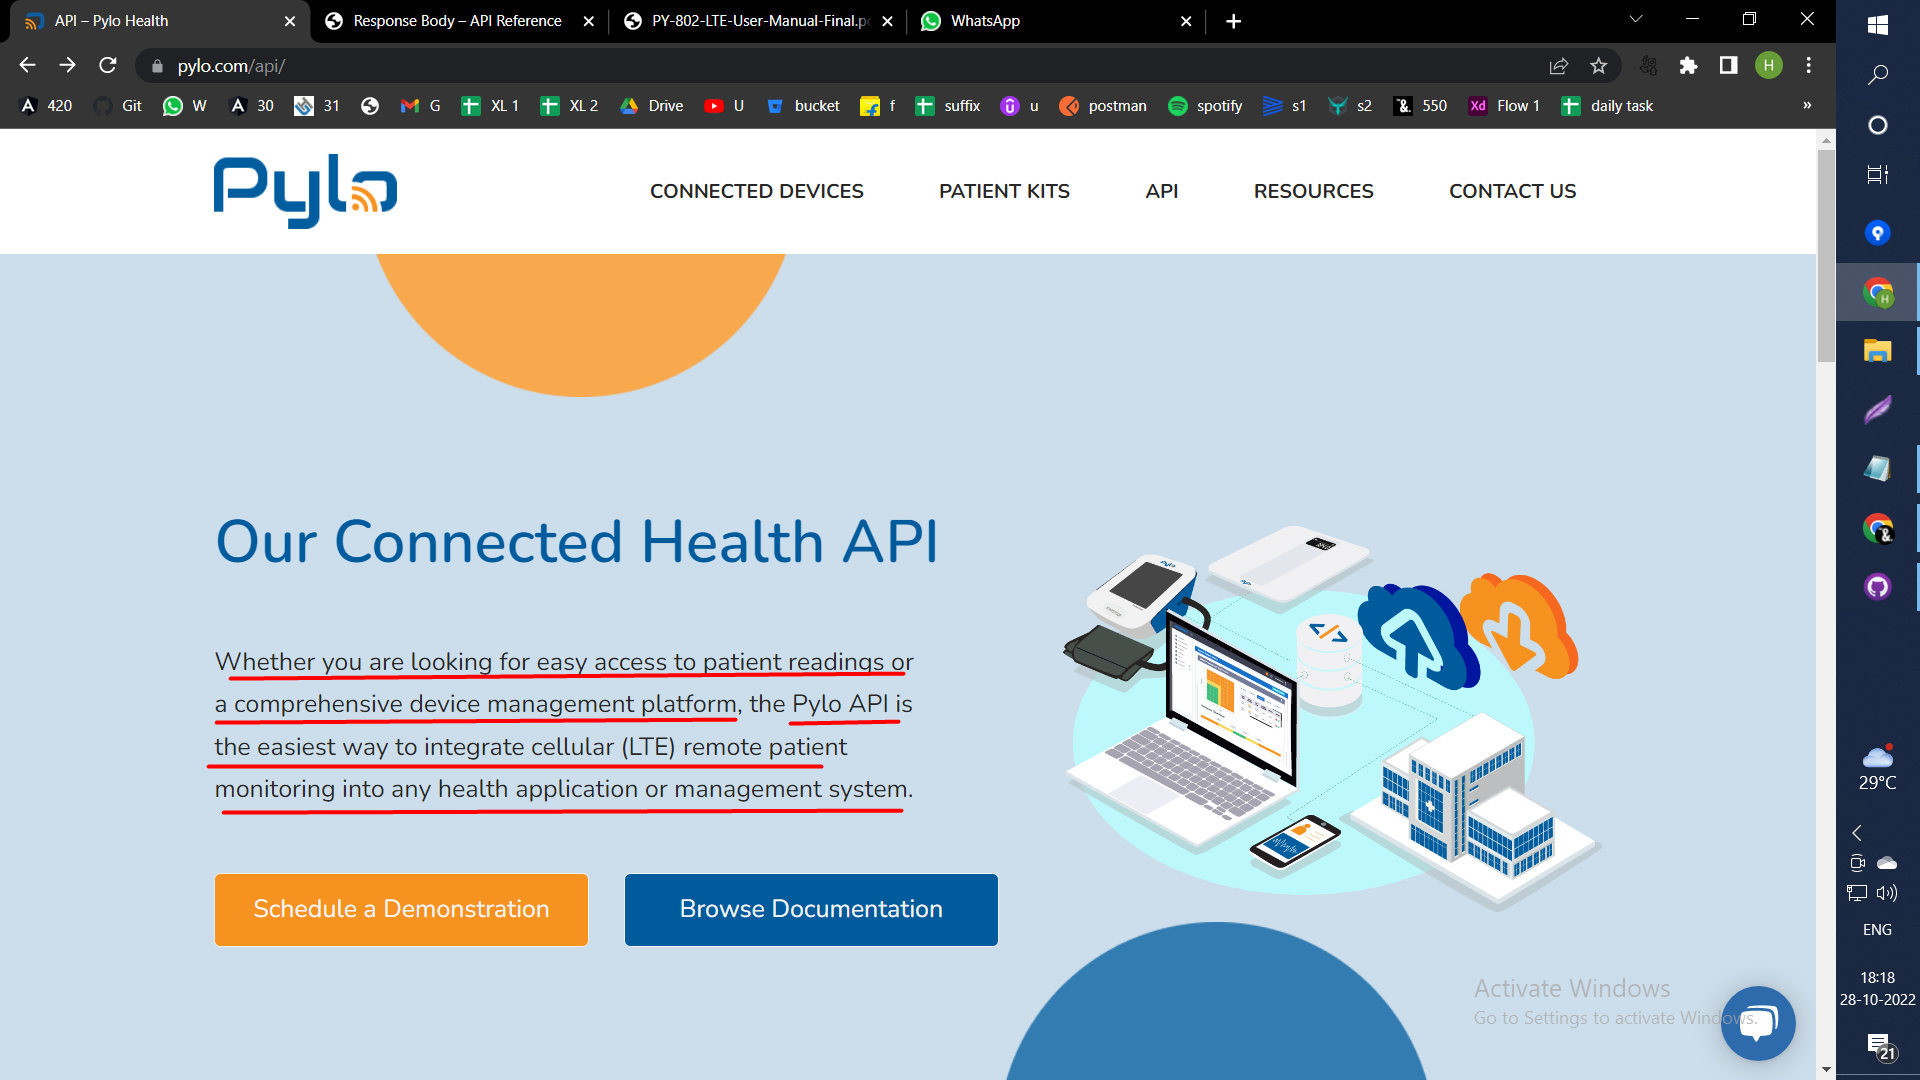 API – Pylo Health
Response Body – API Reference
PY-802-LTE-User-Manual-Final.p
WhatsApp
pylo.com/api/
H
420
Git
W
30
31
G
XL 1
XL 2
Drive
U
bucket
f
suffix
u
postman
spotify
s1
s2
550
Xd
Flow 1
daily task
»
Pylo
CONNECTED DEVICES
PATIENT KITS
API
RESOURCES
CONTACT US
Our Connected Health API
Whether you are looking for easy access to patient readings or
a comprehensive device management platform, the Pylo API is
the easiest way to integrate cellular (LTE) remote patient
monitoring into any health application or management system.
Schedule a Demonstration
Browse Documentation
Activate Windows
Go to Settings to activate Windows.
29°C
ENG
18:18
28-10-2022
21